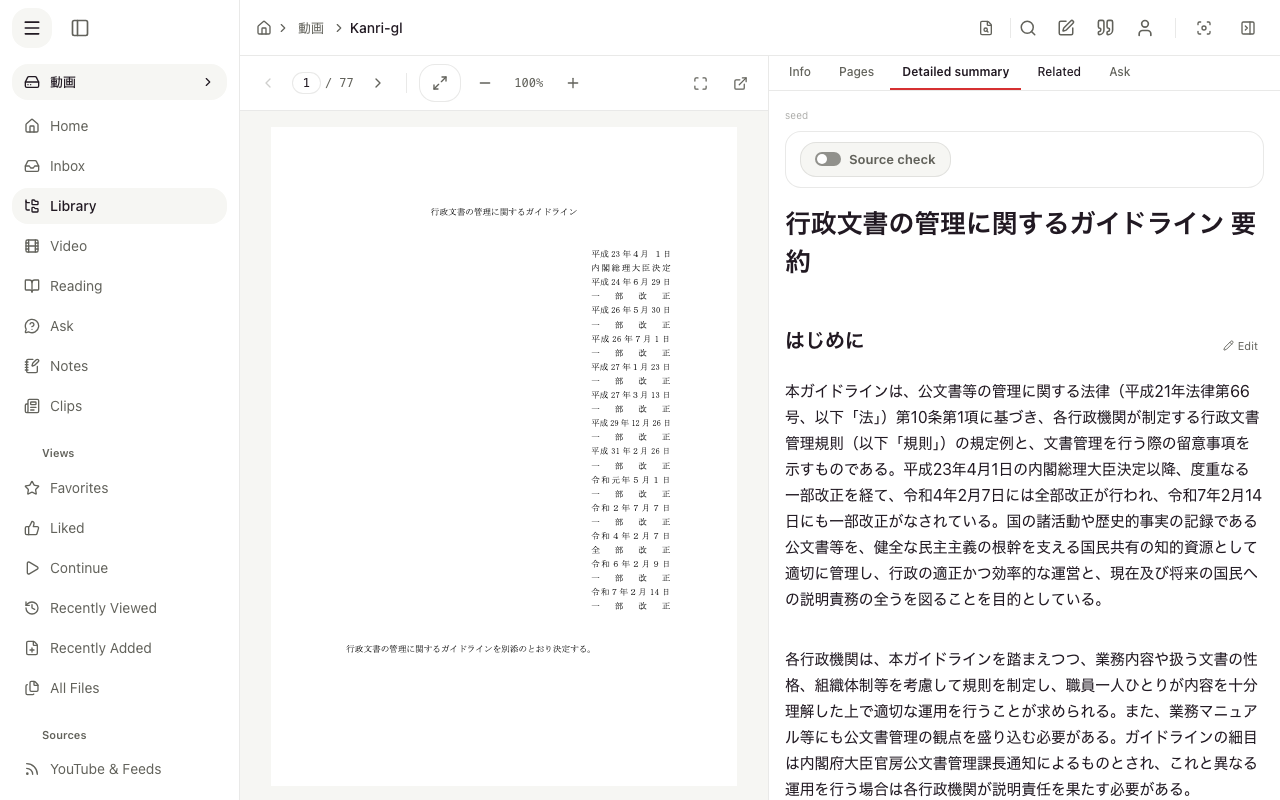 動画
Home
Inbox
Library
Video
Reading
Ask
Notes
Clips
Views
Favorites
Liked
Continue
Recently Viewed
Recently Added
All Files
Sources
YouTube & Feeds
動画
Kanri-gl
1 / 77
100%
行政文書の管理に関するガイドライン
平成 23 年 4 月 1 日
内閣総理大臣決定
平成 24 年 6 月 29 日
一部改正
平成 26 年 5 月 30 日
一部改正
平成 26 年 7 月 1 日
一部改正
平成 27 年 1 月 23 日
一部改正
平成 27 年 3 月 13 日
一部改正
平成 29 年 12 月 26 日
一部改正
平成 31 年 2 月 26 日
一部改正
令和元年 5 月 1 日
一部改正
令和 2 年 7 月 7 日
一部改正
令和 4 年 2 月 7 日
全部改正
令和 6 年 2 月 9 日
一部改正
令和 7 年 2 月 14 日
一部改正
行政文書の管理に関するガイドラインを別添のとおり決定する。
Info
Pages
Detailed summary
Related
Ask
seed
Source check
行政文書の管理に関するガイドライン 要
約
はじめに
Edit
本ガイドラインは、公文書等の管理に関する法律（平成21年法律第66
号、以下「法」）第10条第1項に基づき、各行政機関が制定する行政文書
管理規則（以下「規則」）の規定例と、文書管理を行う際の留意事項を
示すものである。平成23年4月1日の内閣総理大臣決定以降、度重なる
一部改正を経て、令和4年2月7日には全部改正が行われ、令和7年2月14
日にも一部改正がなされている。国の諸活動や歴史的事実の記録である
公文書等を、健全な民主主義の根幹を支える国民共有の知的資源として
適切に管理し、行政の適正かつ効率的な運営と、現在及び将来の国民へ
の説明責務の全うを図ることを目的としている。
各行政機関は、本ガイドラインを踏まえつつ、業務内容や扱う文書の性
格、組織体制等を考慮して規則を制定し、職員一人ひとりが内容を十分
理解した上で適切な運用を行うことが求められる。また、業務マニュア
ル等にも公文書管理の観点を盛り込む必要がある。ガイドラインの細目
は内閣府大臣官房公文書管理課長通知によるものとされ、これと異なる
運用を行う場合は各行政機関が説明責任を果たす必要がある。